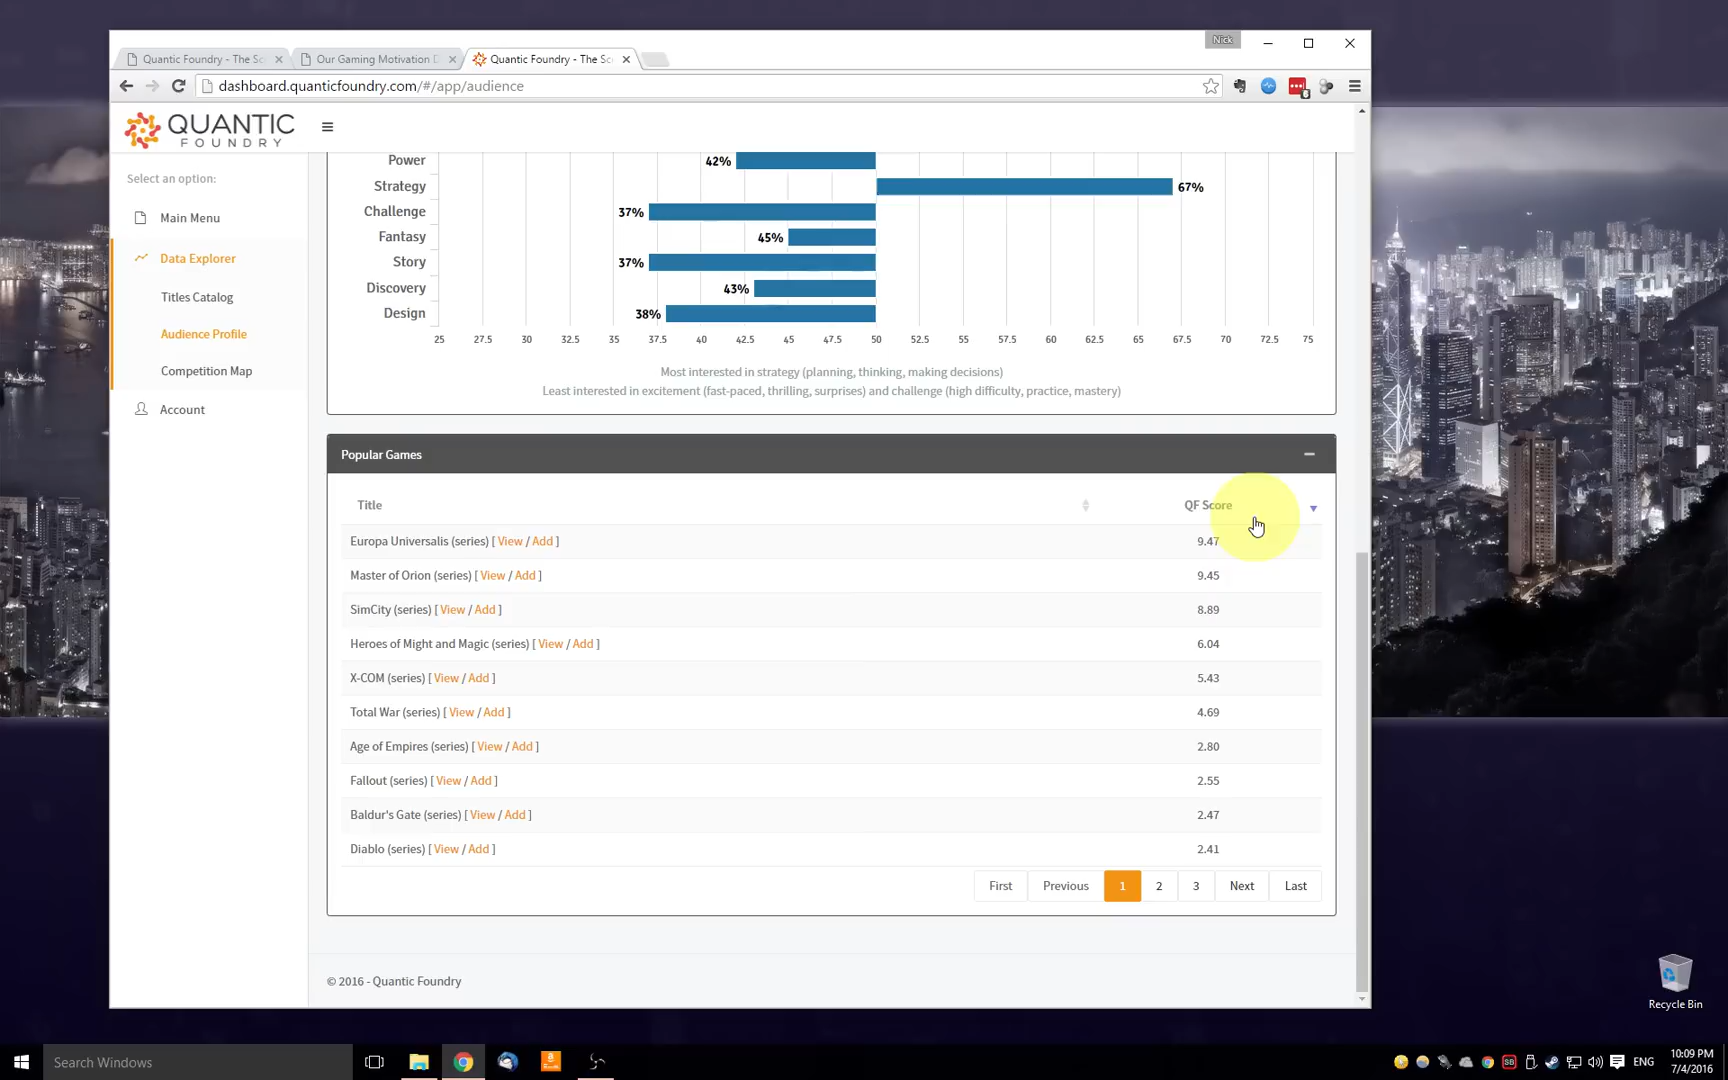 Nick
Quantic Foundry - The Sc
Our Gaming Motivation D
Quantic Foundry - The Sc
dashboard.quanticfoundry.com/#/app/audience
QUANTIC
FOUNDRY
Select an option:
Main Menu
Data Explorer
Titles Catalog
Audience Profile
Competition Map
Account
Power 42%
Strategy 67%
Challenge 37%
Fantasy 45%
Story 37%
Discovery 43%
Design 38%
25 27.5 30 32.5 35 37.5 40 42.5 45 47.5 50 52.5 55 57.5 60 62.5 65 67.5 70 72.5 75
Most interested in strategy (planning, thinking, making decisions)
Least interested in excitement (fast-paced, thrilling, surprises) and challenge (high difficulty, practice, mastery)
Popular Games
Title QF Score
Europa Universalis (series) [ View / Add ] 9.47
Master of Orion (series) [ View / Add ] 9.45
SimCity (series) [ View / Add ] 8.89
Heroes of Might and Magic (series) [ View / Add ] 6.04
X-COM (series) [ View / Add ] 5.43
Total War (series) [ View / Add ] 4.69
Age of Empires (series) [ View / Add ] 2.80
Fallout (series) [ View / Add ] 2.55
Baldur's Gate (series) [ View / Add ] 2.47
Diablo (series) [ View / Add ] 2.41
First Previous 1 2 3 Next Last
© 2016 - Quantic Foundry
Recycle Bin
Search Windows
ENG
10:09 PM
7/4/2016